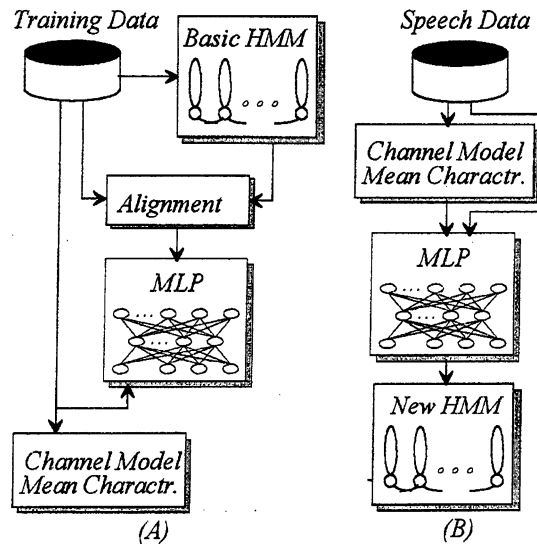 Training Data
Basic HMM
Alignment
MLP
Channel Model
Mean Charactr.
(A)
Speech Data
Channel Model
Mean Charactr.
MLP
New HMM
(B)